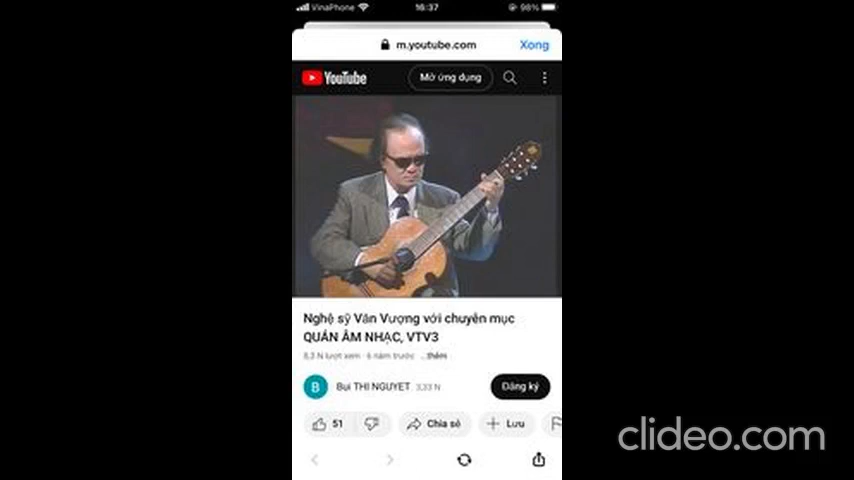 VinaPhone 16:37 98%
m.youtube.com Xong
YouTube Mở ứng dụng
Nghệ sỹ Văn Vượng với chuyên mục
QUÁN ÂM NHẠC, VTV3
8,3 N lượt xem · 6 năm trước ...thêm
B Bui THI NGUYET 3,33 N Đăng ký
51 Chia sẻ Lưu
clideo.com